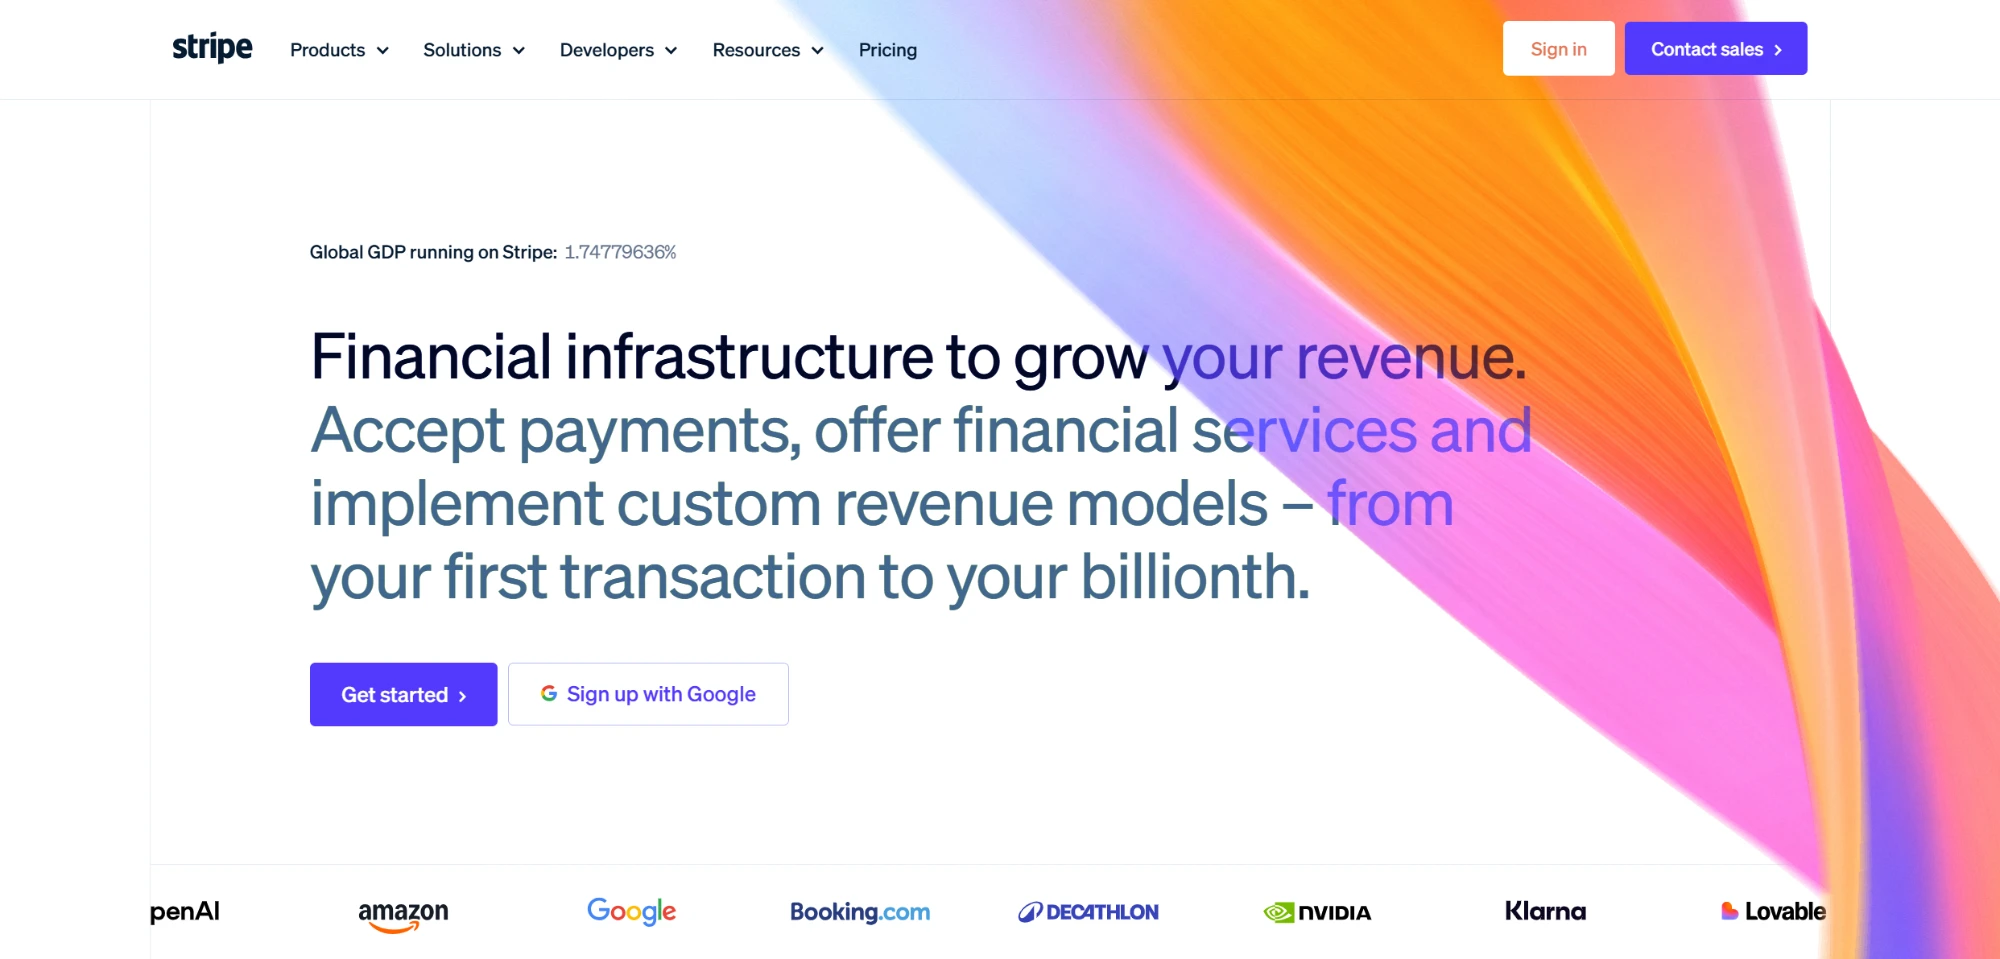 stripe Products Solutions Developers Resources Pricing Sign in Contact sales
Global GDP running on Stripe: 1.74779636%
Financial infrastructure to grow your revenue.
Accept payments, offer financial services and
implement custom revenue models – from
your first transaction to your billionth.
Get started Sign up with Google
penAI amazon Google Booking.com DECATHLON NVIDIA Klarna Lovable